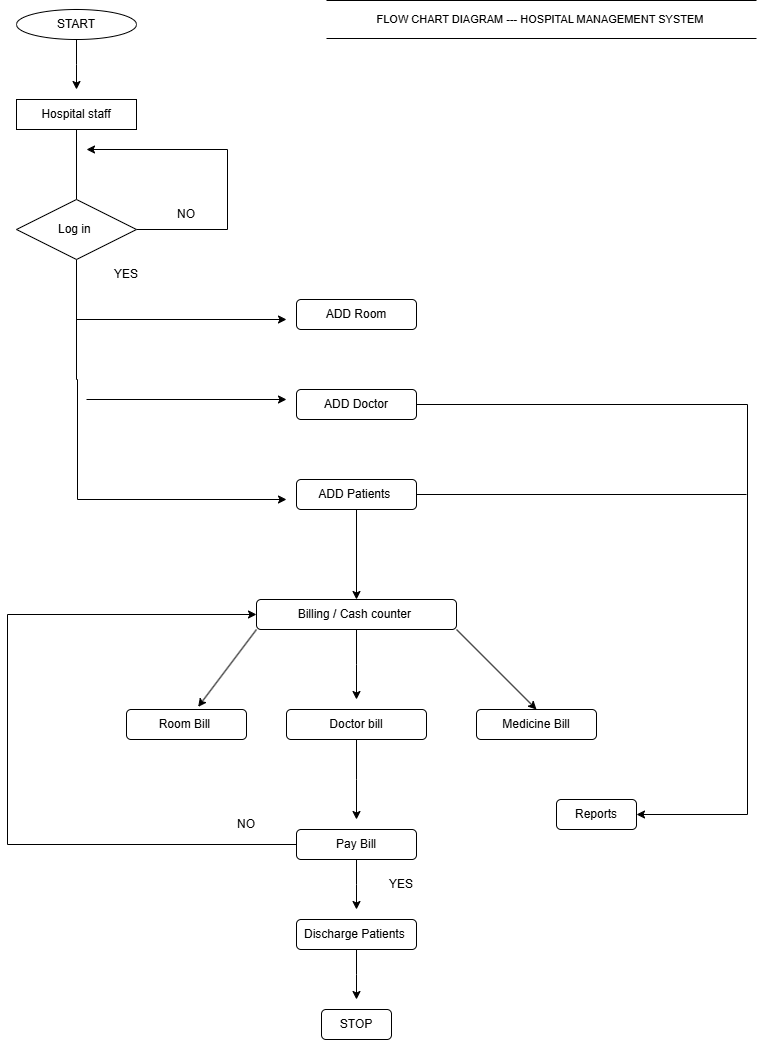 START
FLOW CHART DIAGRAM --- HOSPITAL MANAGEMENT SYSTEM
Hospital staff
NO
Log in
YES
ADD Room
ADD Doctor
ADD Patients
Billing / Cash counter
Room Bill
Doctor bill
Medicine Bill
Reports
NO
Pay Bill
YES
Discharge Patients
STOP